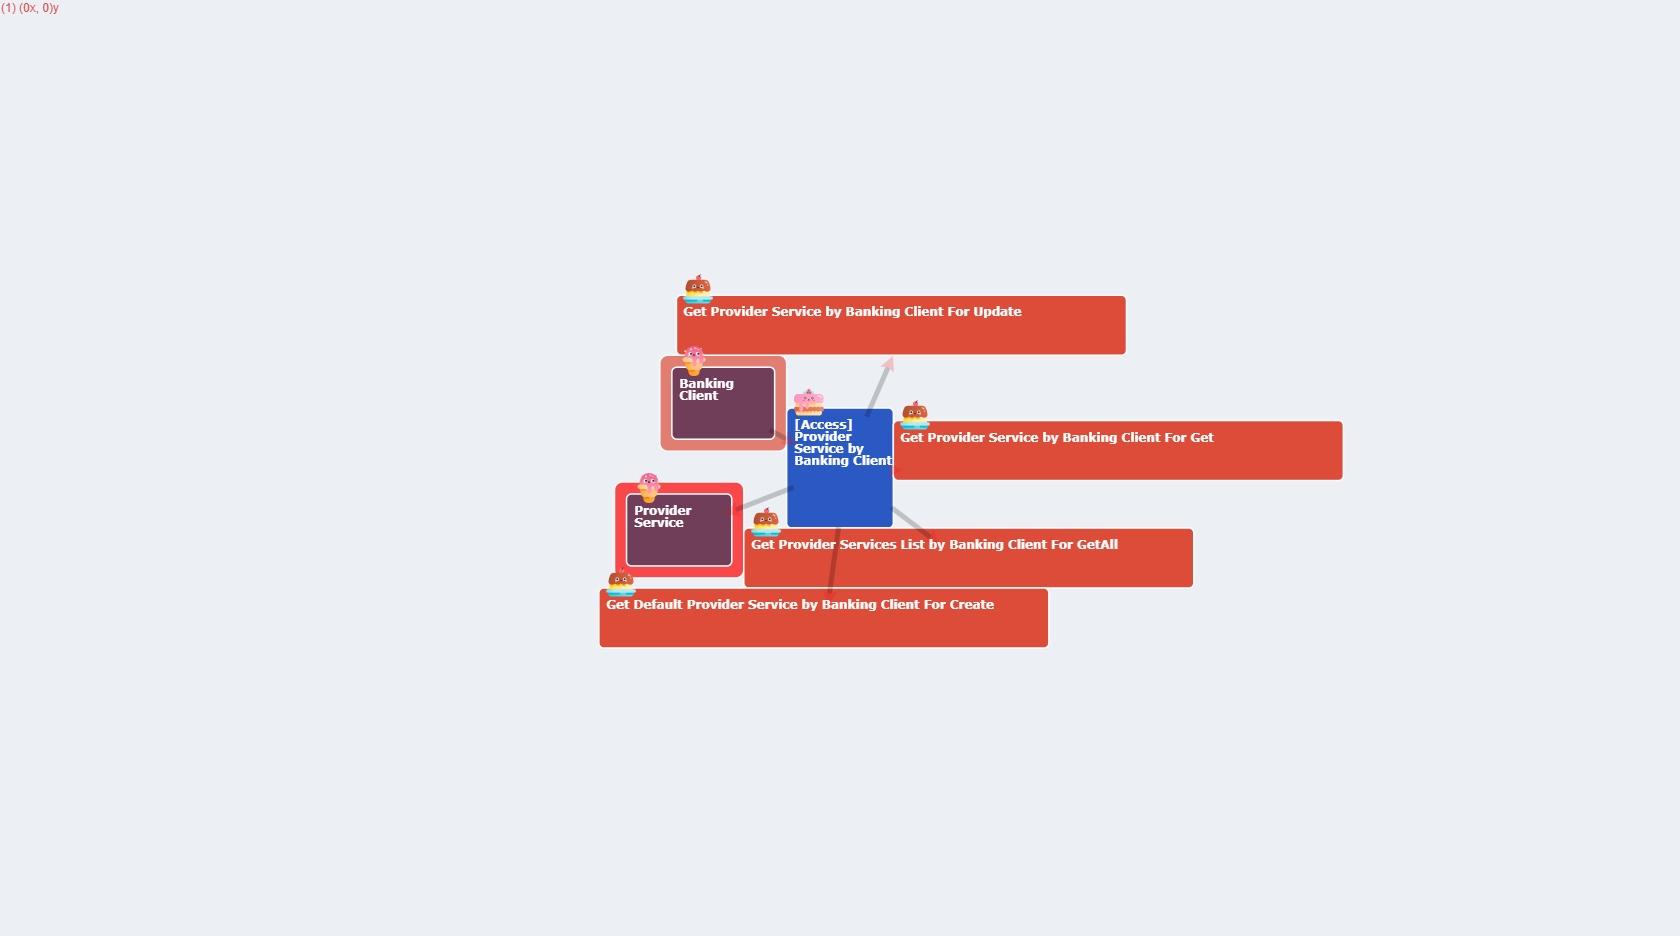 (1) (0x, 0)y
Get Provider Service by Banking Client For Update
Banking
Client
[Access]
Provider
Service by
Banking Client
Get Provider Service by Banking Client For Get
Provider
Service
Get Provider Services List by Banking Client For GetAll
Get Default Provider Service by Banking Client For Create